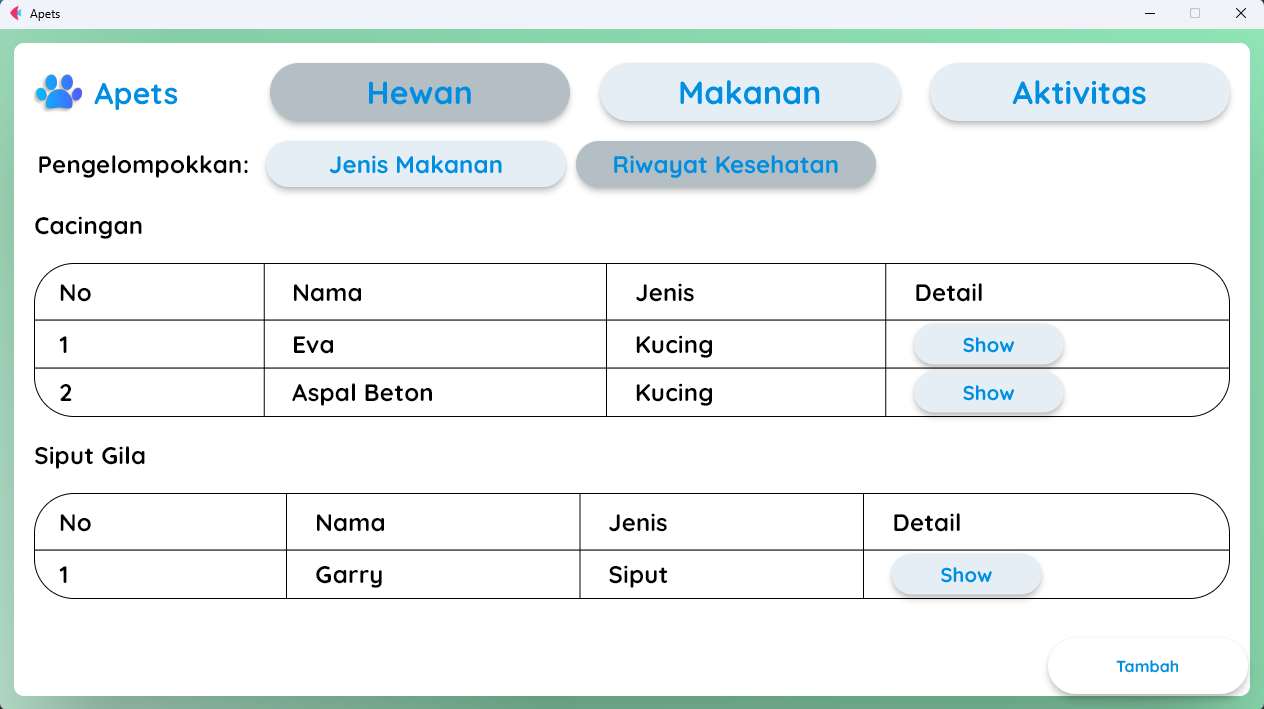 Apets
Apets Hewan Makanan Aktivitas
Pengelompokkan: Jenis Makanan Riwayat Kesehatan
Cacingan
No Nama Jenis Detail
1 Eva Kucing Show
2 Aspal Beton Kucing Show
Siput Gila
No Nama Jenis Detail
1 Garry Siput Show
Tambah